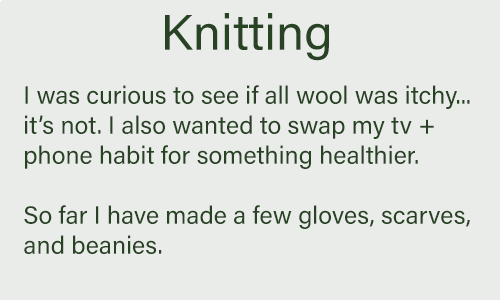 Knitting
I was curious to see if all wool was itchy...
it's not. I also wanted to swap my tv +
phone habit for something healthier.
So far I have made a few gloves, scarves,
and beanies.